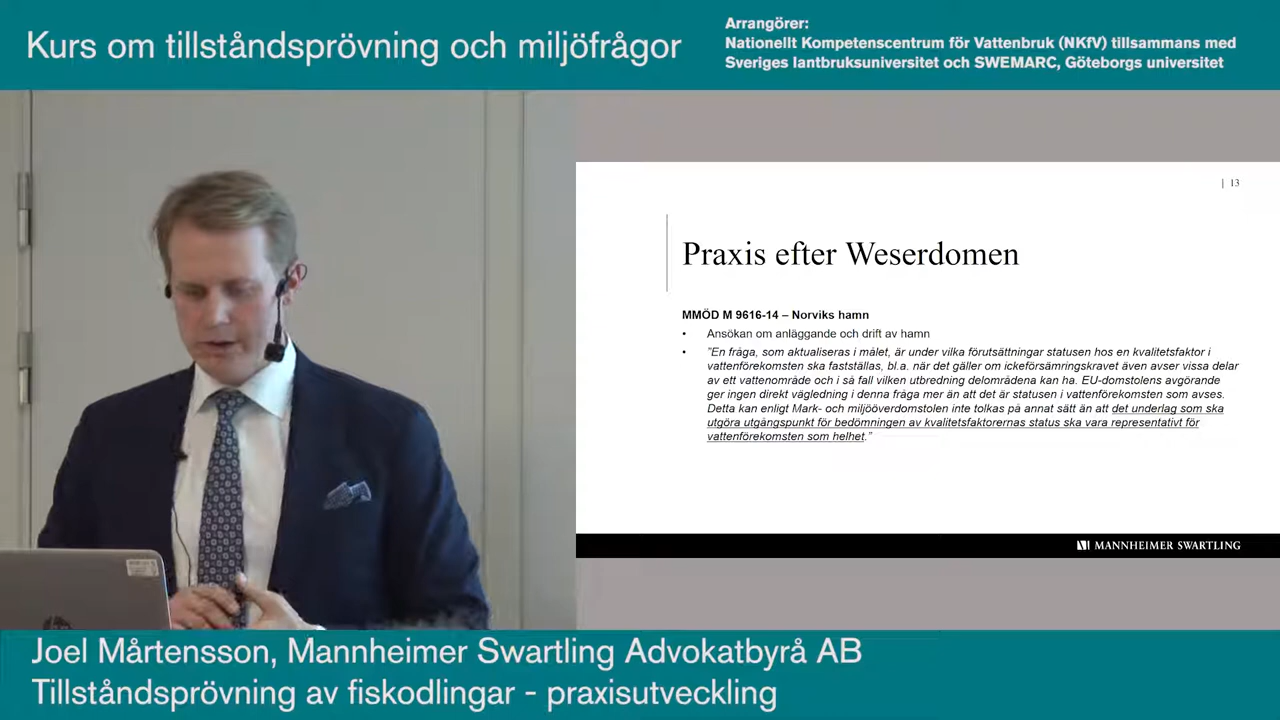 Kurs om tillståndsprövning och miljöfrågor
Arrangörer:
Nationellt Kompetenscentrum för Vattenbruk (NKfV) tillsammans med
Sveriges lantbruksuniversitet och SWEMARC, Göteborgs universitet
| 13
Praxis efter Weserdomen
MMÖD M 9616-14 – Norviks hamn
• Ansökan om anläggande och drift av hamn
• ”En fråga, som aktualiseras i målet, är under vilka förutsättningar statusen hos en kvalitetsfaktor i
vattenförekomsten ska fastställas, bl.a. när det gäller om ickeförsämringskravet även avser vissa delar
av ett vattenområde och i så fall vilken utbredning delområdena kan ha. EU-domstolens avgörande
ger ingen direkt vägledning i denna fråga mer än att det är statusen i vattenförekomsten som avses.
Detta kan enligt Mark- och miljööverdomstolen inte tolkas på annat sätt än att det underlag som ska
utgöra utgångspunkt för bedömningen av kvalitetsfaktorernas status ska vara representativt för
vattenförekomsten som helhet.”
MANNHEIMER SWARTLING
Joel Mårtensson, Mannheimer Swartling Advokatbyrå AB
Tillståndsprövning av fiskodlingar - praxisutveckling